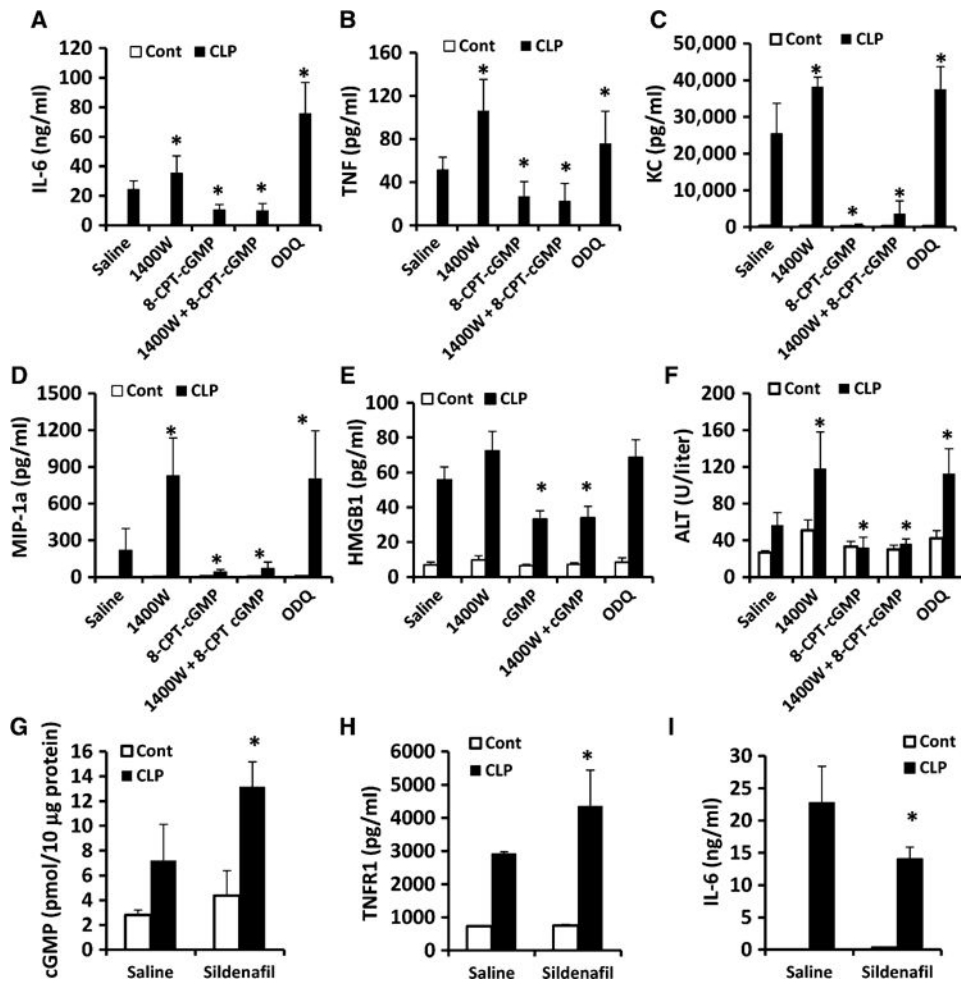 A
IL-6 (ng/ml)
120
100
80
60
40
20
0
Cont CLP
* * * *
Saline 1400W 8-CPT-cGMP 1400W + 8-CPT-cGMP ODQ
B
TNF (pg/ml)
160
120
80
40
0
Cont CLP
* * * *
Saline 1400W 8-CPT-cGMP 1400W + 8-CPT-cGMP ODQ
C
KC (pg/ml)
50,000
40,000
30,000
20,000
10,000
0
Cont CLP
* * * *
Saline 1400W 8-CPT-cGMP 1400W + 8-CPT-cGMP ODQ
D
MIP-1a (pg/ml)
1500
1200
900
600
300
0
Cont CLP
* * * *
Saline 1400W 8-CPT-cGMP 1400W + 8-CPT cGMP ODQ
E
HMGB1 (pg/ml)
80
60
40
20
0
Cont CLP
* *
Saline 1400W cGMP 1400W + cGMP ODQ
F
ALT (U/liter)
200
160
120
80
40
0
Cont CLP
* * * *
Saline 1400W 8-CPT-cGMP 1400W + 8-CPT-cGMP ODQ
G
cGMP (pmol/10 µg protein)
16
14
12
10
8
6
4
2
0
Cont
CLP
*
Saline Sildenafil
H
TNFR1 (pg/ml)
6000
5000
4000
3000
2000
1000
0
Cont
CLP
*
Saline Sildenafil
I
IL-6 (ng/ml)
30
25
20
15
10
5
0
Cont
CLP
*
Saline Sildenafil